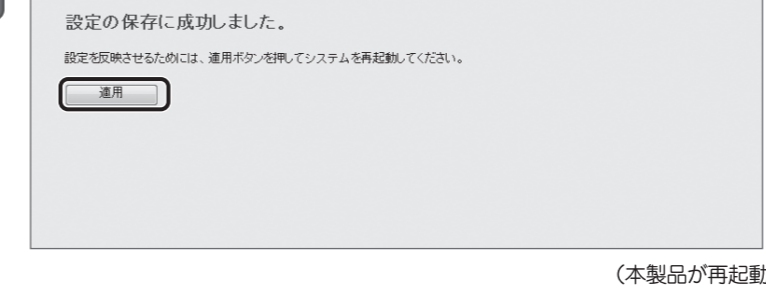 設定の保存に成功しました。
設定を反映させるためには、適用ボタンを押してシステムを再起動してください。
適用
(本製品が再起動